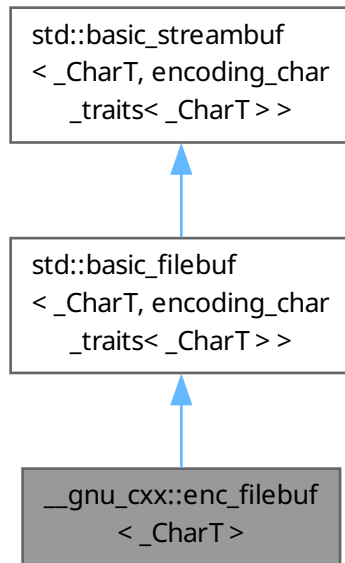 std::basic_streambuf
< _CharT, encoding_char
_traits< _CharT > >
std::basic_filebuf
< _CharT, encoding_char
_traits< _CharT > >
__gnu_cxx::enc_filebuf
< _CharT >